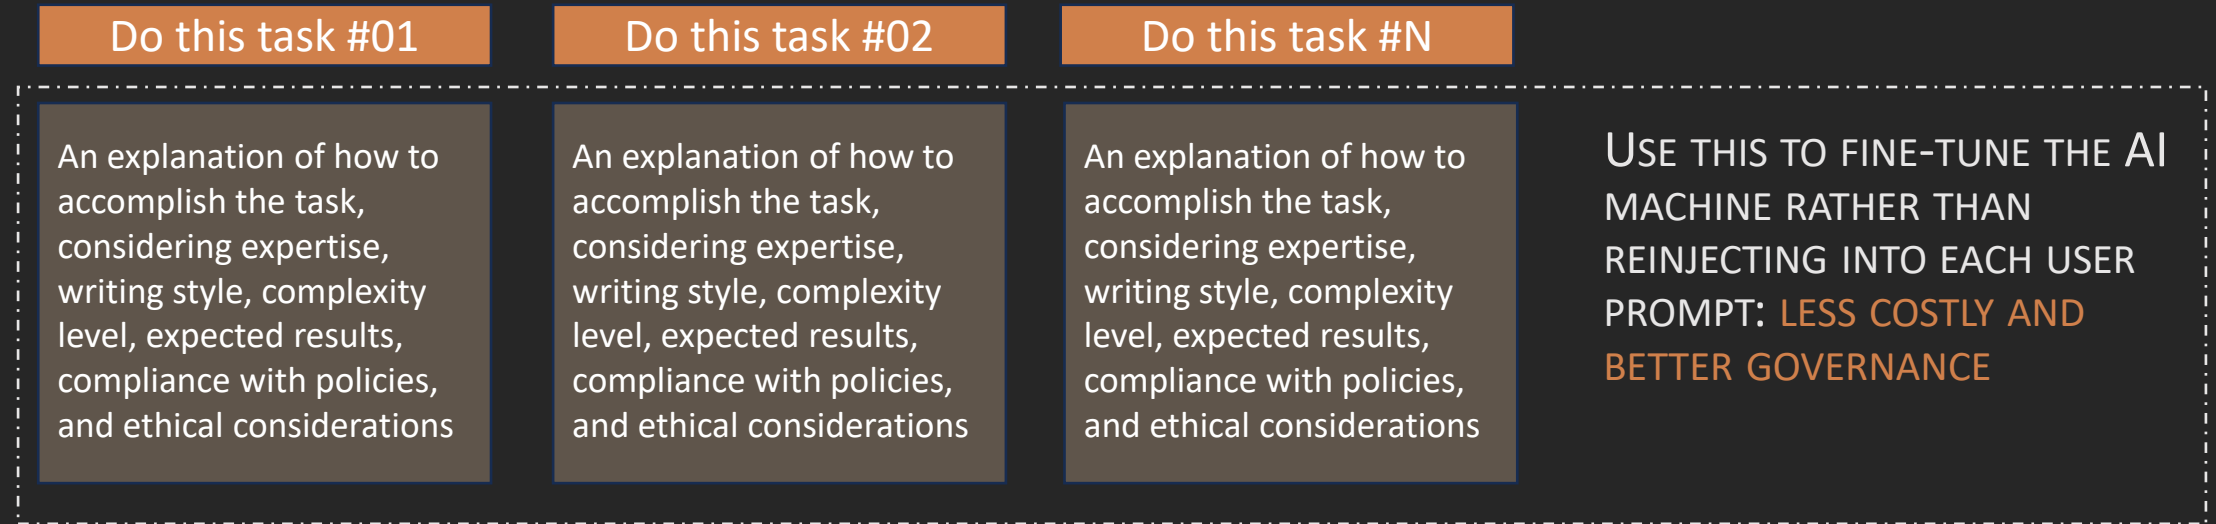 Do this task #01
Do this task #02
Do this task #N
An explanation of how to
accomplish the task,
considering expertise,
writing style, complexity
level, expected results,
compliance with policies,
and ethical considerations
An explanation of how to
accomplish the task,
considering expertise,
writing style, complexity
level, expected results,
compliance with policies,
and ethical considerations
An explanation of how to
accomplish the task,
considering expertise,
writing style, complexity
level, expected results,
compliance with policies,
and ethical considerations
USE THIS TO FINE-TUNE THE AI
MACHINE RATHER THAN
REINJECTING INTO EACH USER
PROMPT: LESS COSTLY AND
BETTER GOVERNANCE